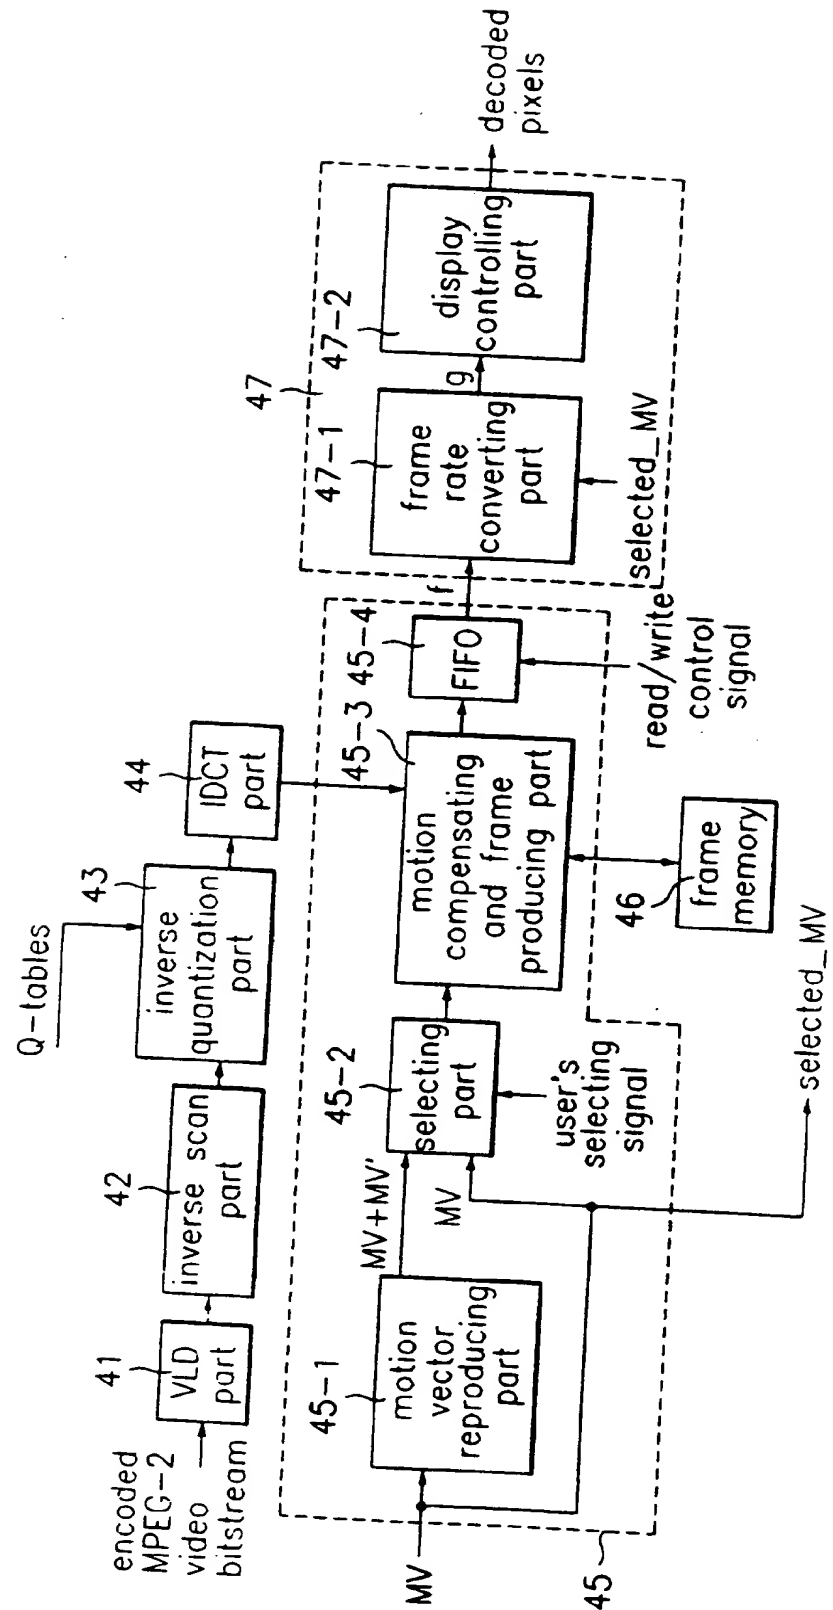 encoded
MPEG-2
video
bitstream
41
VLD
part
42
inverse scan
part
Q-tables
43
inverse
quantization
part
44
IDCT
part
MV
45
45-1
motion
vector
reproducing
part
MV+MV'
MV
45-2
selecting
part
user's
selecting
signal
selected_MV
45-3
motion
compensating
and frame
producing part
46
frame
memory
45-4
FIFO
read/write
control
signal
f
47
47-1
frame
rate
converting
part
selected_MV
g
47-2
display
controlling
part
decoded
pixels